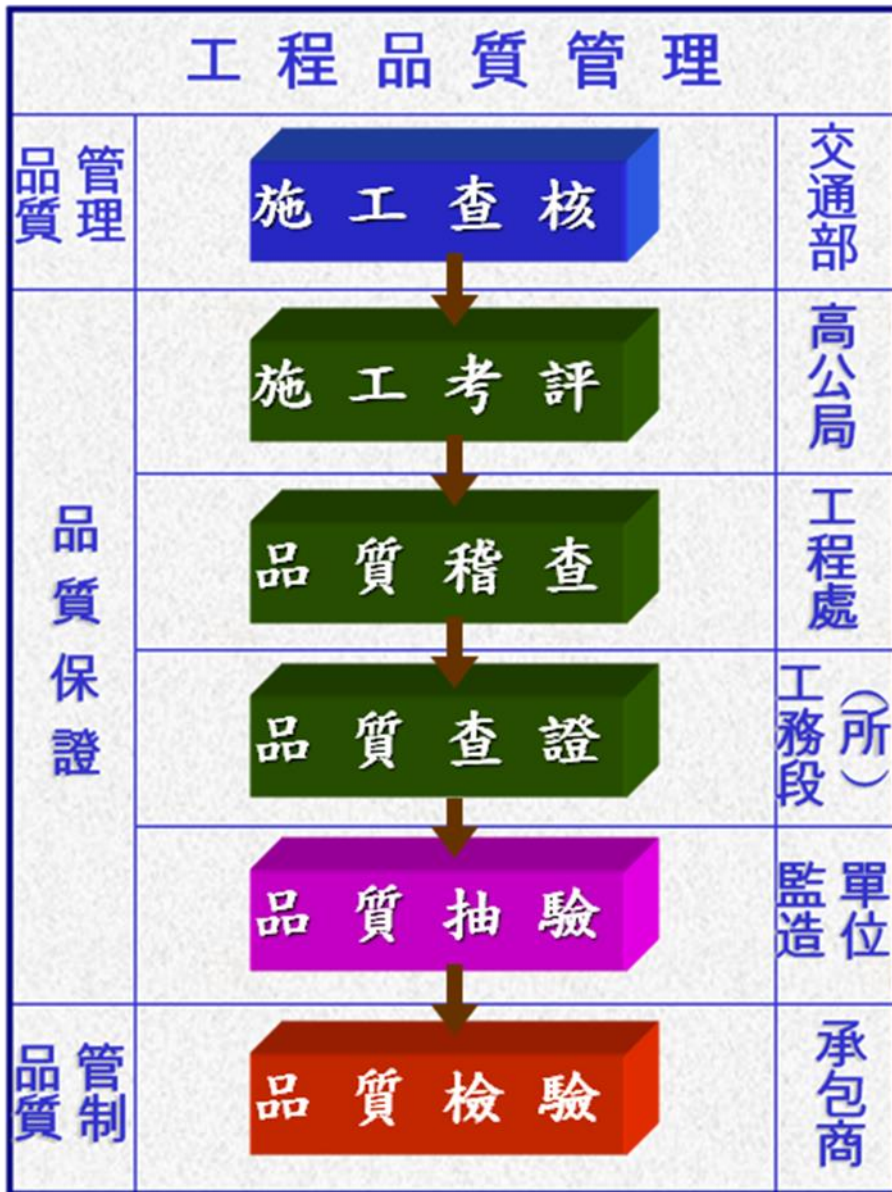 工程品質管理
品質管理
施工查核
交通部
施工考評
高公局
品質保證
品質稽查
工程處
品質查證
工務段（所）
品質抽驗
監造單位
品質管制
品質檢驗
承包商